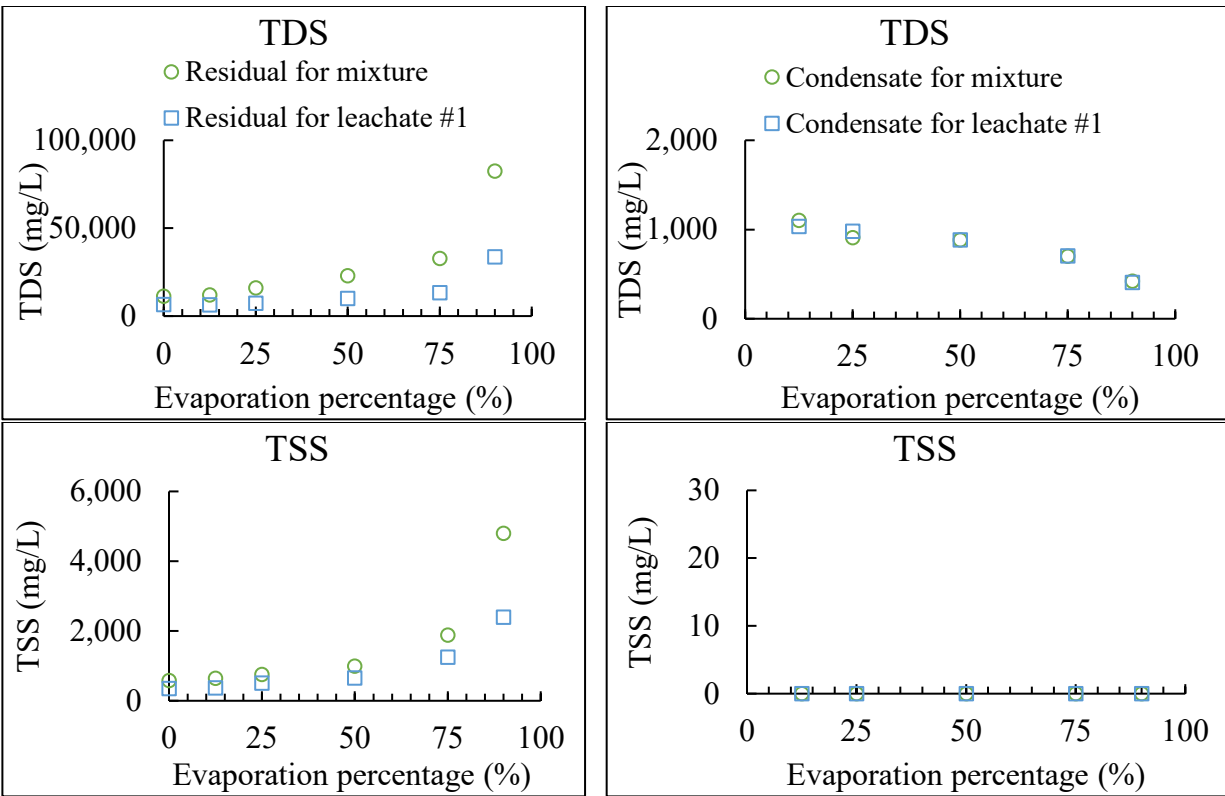 TDS
Residual for mixture
Residual for leachate #1
100,000
50,000
0
TDS (mg/L)
0 25 50 75 100
Evaporation percentage (%)
TDS
Condensate for mixture
Condensate for leachate #1
2,000
1,000
0
TDS (mg/L)
0 25 50 75 100
Evaporation percentage (%)
TSS
6,000
4,000
2,000
0
TSS (mg/L)
0 25 50 75 100
Evaporation percentage (%)
TSS
30
20
10
0
TSS (mg/L)
0 25 50 75 100
Evaporation percentage (%)